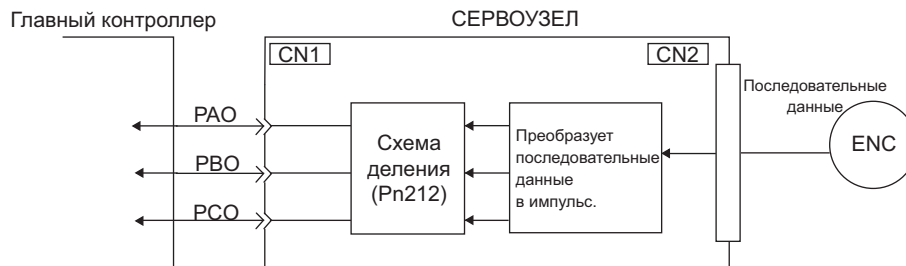 Главный контроллер
СЕРВОУЗЕЛ
CN1
CN2
Последовательные
данные
ENC
PAO
PBO
PCO
Схема
деления
(Pn212)
Преобразует
последовательные
данные
в импульс.